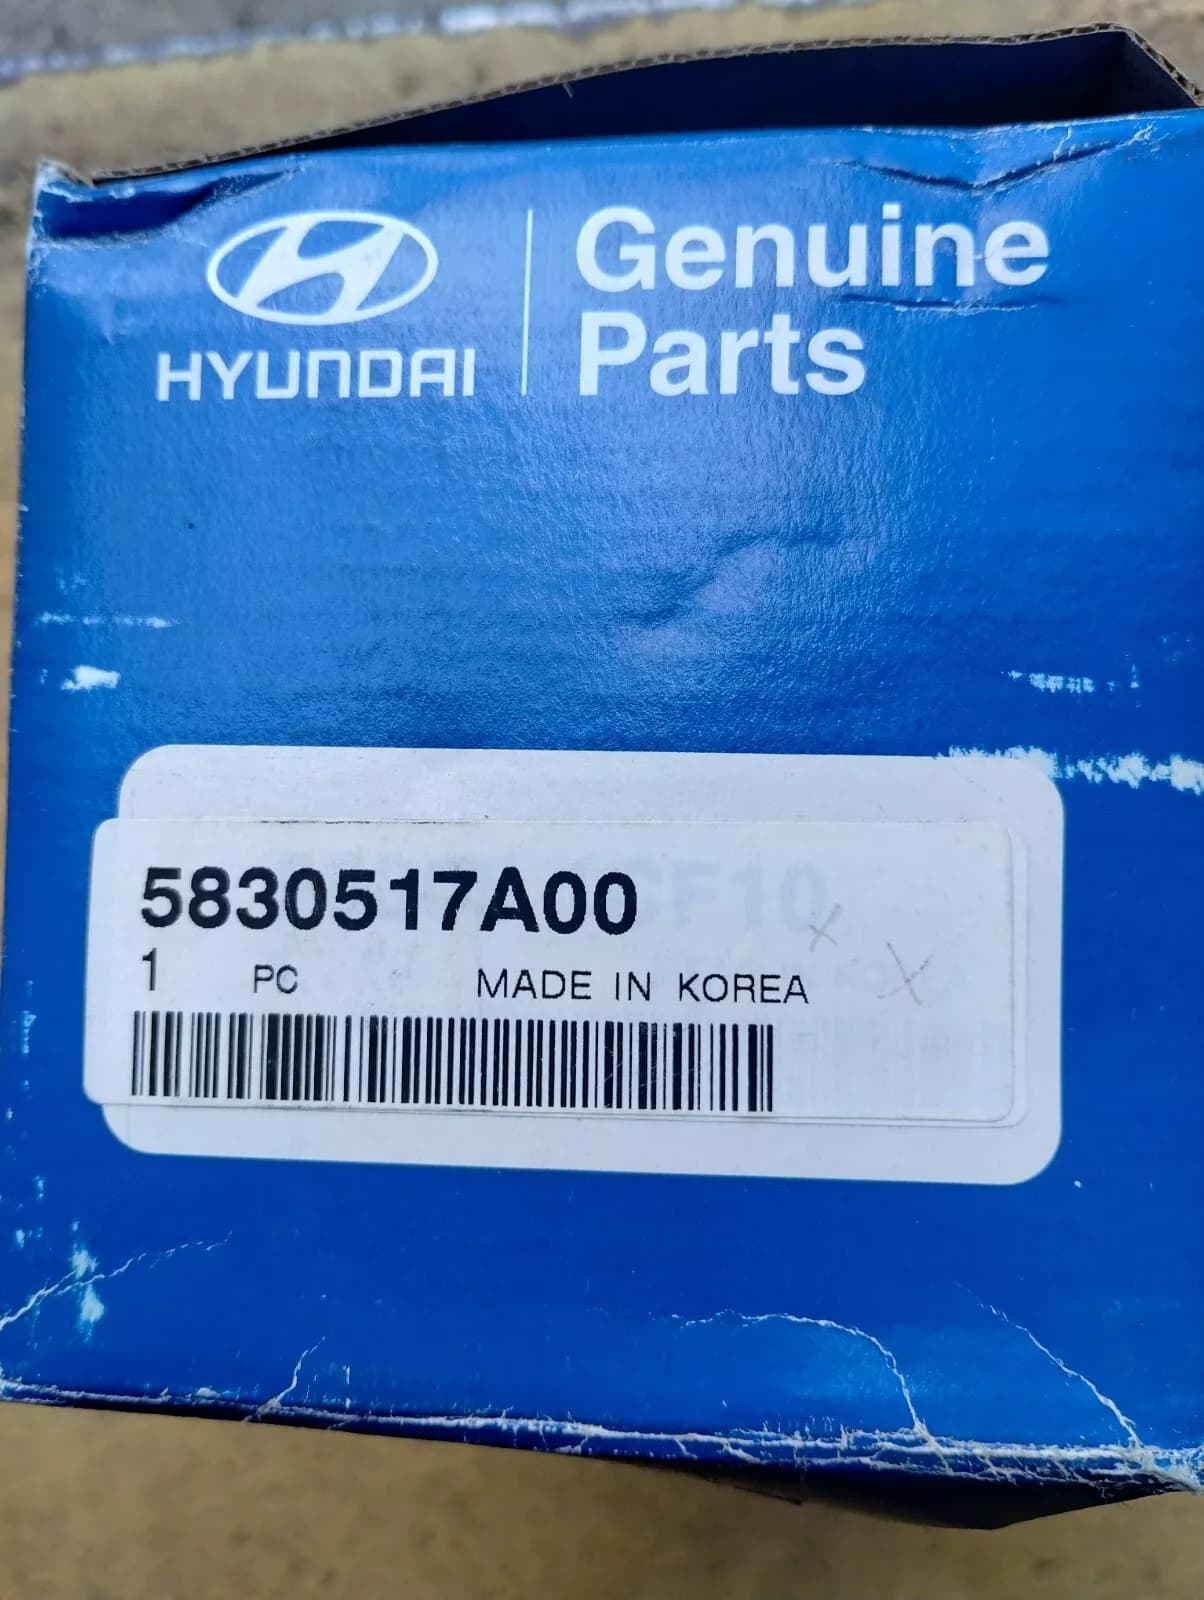 HYUNDAI
Genuine
Parts
5830517A00
1 PC MADE IN KOREA